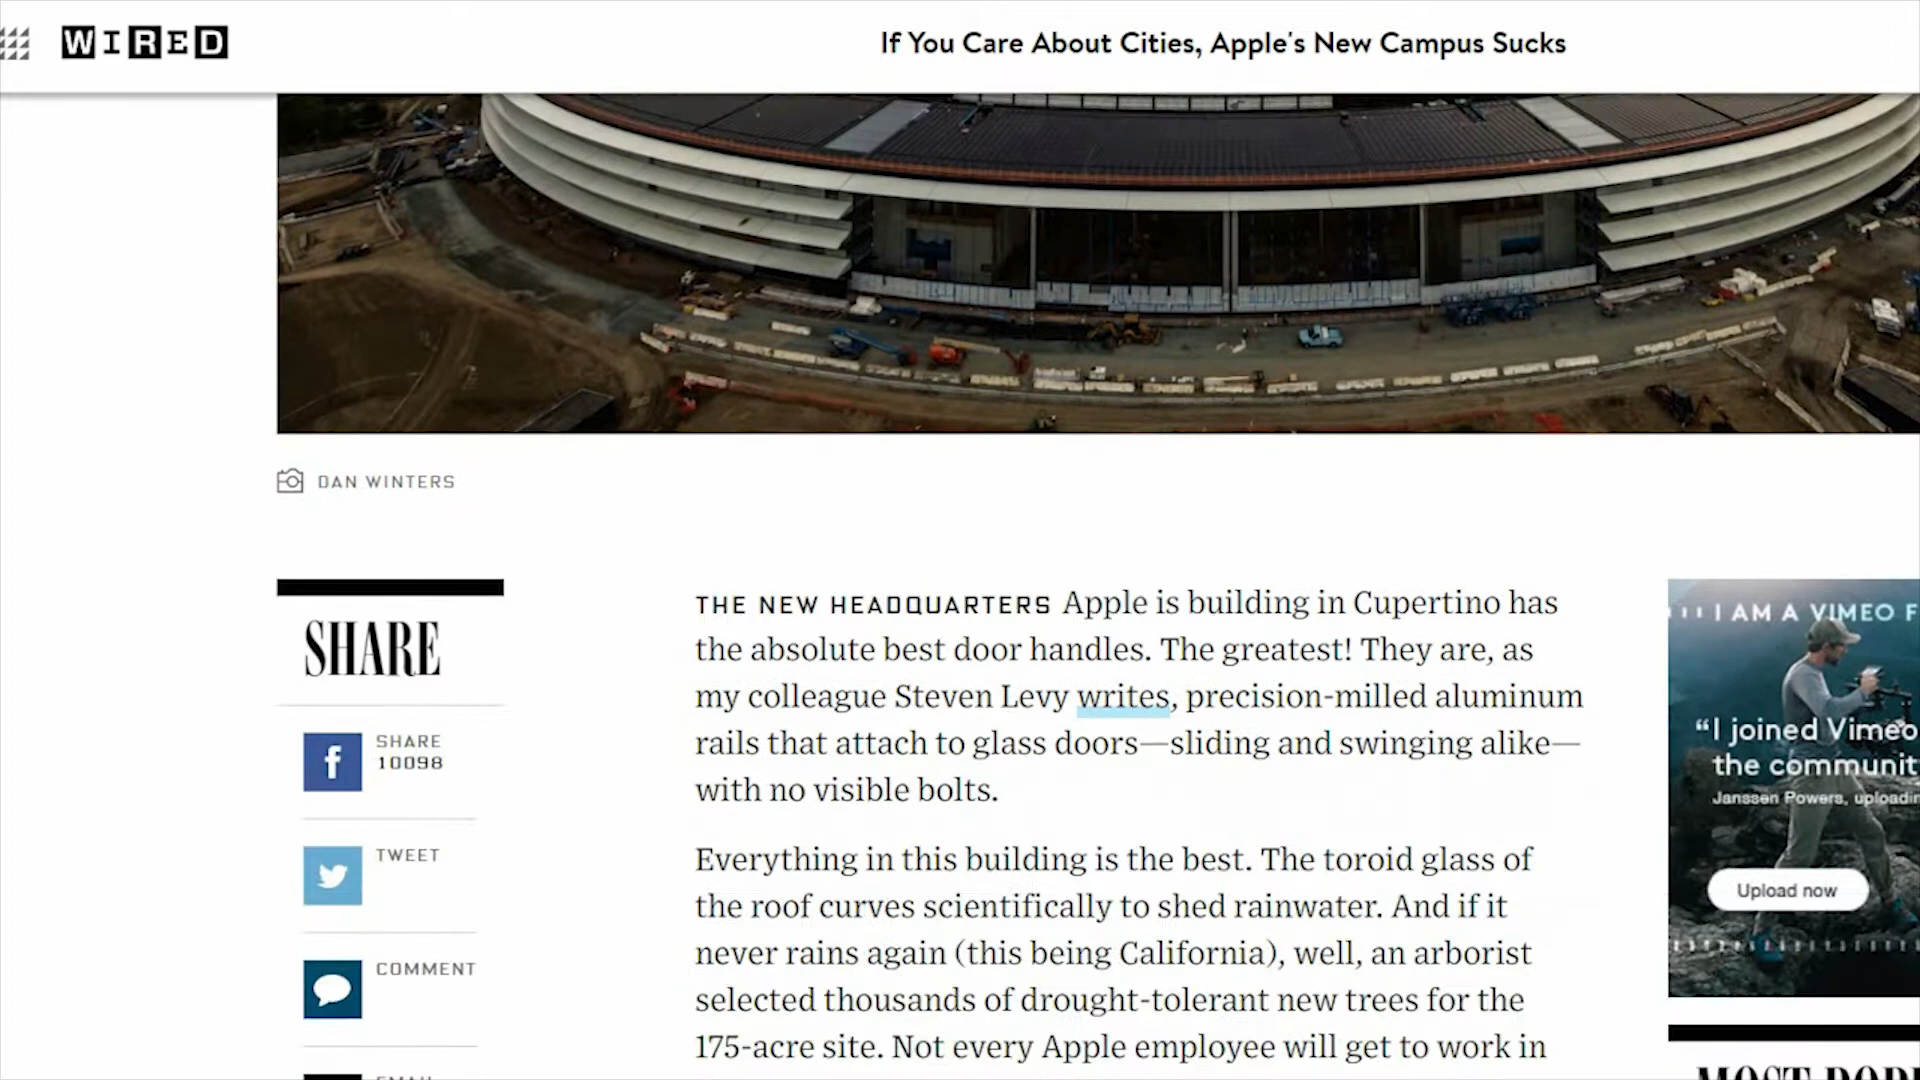 WIRED
If You Care About Cities, Apple's New Campus Sucks
DAN WINTERS
SHARE
SHARE
10098
TWEET
COMMENT
THE NEW HEADQUARTERS Apple is building in Cupertino has
the absolute best door handles. The greatest! They are, as
my colleague Steven Levy writes, precision-milled aluminum
rails that attach to glass doors—sliding and swinging alike—
with no visible bolts.
Everything in this building is the best. The toroid glass of
the roof curves scientifically to shed rainwater. And if it
never rains again (this being California), well, an arborist
selected thousands of drought-tolerant new trees for the
175-acre site. Not every Apple employee will get to work in
I AM A VIMEO F
“I joined Vimeo
the communit
Janssen Powers, uploadin
Upload now